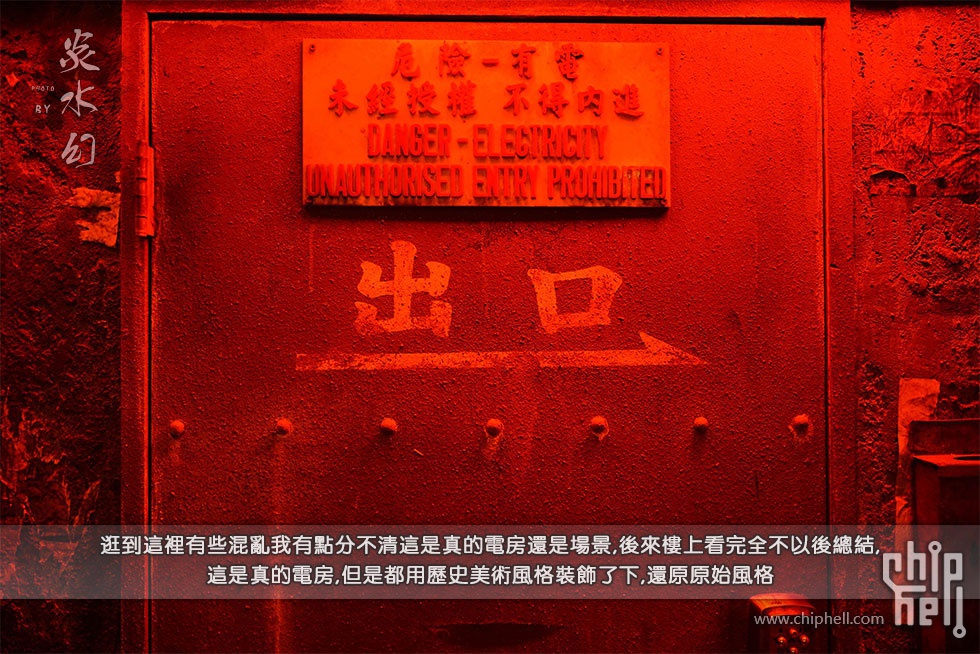 炎水幻
PHOTO
BY
危險－有電
未經授權 不得內進
DANGER - ELECTRICITY
UNAUTHORISED ENTRY PROHIBITED
出口
逛到這裡有些混亂我有點分不清這是真的電房還是場景,後來樓上看完全不以後總結,
這是真的電房,但是都用歷史美術風格裝飾了下,還原原始風格
www.chiphell.com
chip
hell